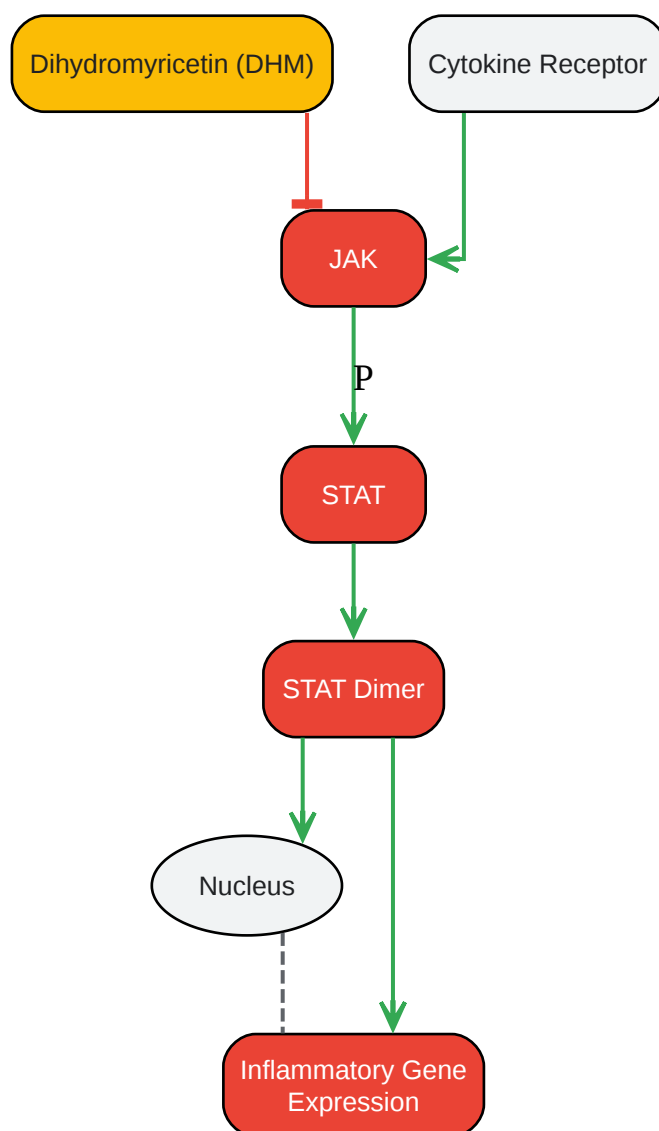 Dihydromyricetin (DHM)
Cytokine Receptor
JAK
P
STAT
STAT Dimer
Nucleus
Inflammatory Gene
Expression